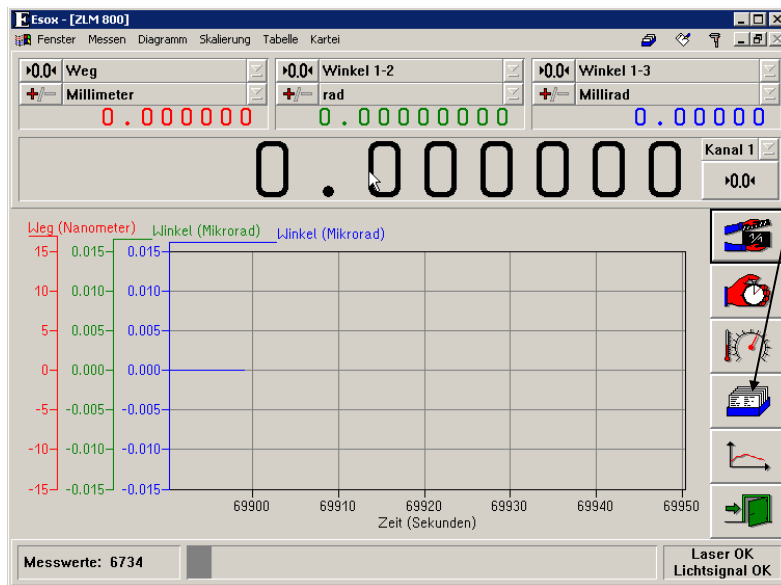 Esox - [ZLM 800]
Fenster Messen Diagramm Skalierung Tabelle Kartei
▸0.0◂ Weg ▸0.0◂ Winkel 1-2 ▸0.0◂ Winkel 1-3
+/- Millimeter +/- rad +/- Millirad
0.000000 0.00000000 0.00000
0.000000 Kanal 1
▸0.0◂
Weg (Nanometer) Winkel (Mikrorad) Winkel (Mikrorad)
15 0.015 0.015
10 0.010 0.010
5 0.005 0.005
0 0.000 0.000
-5 -0.005 -0.005
-10 -0.010 -0.010
-15 -0.015 -0.015
69900 69910 69920 69930 69940 69950
Zeit (Sekunden)
Messwerte: 6734
Laser OK
Lichtsignal OK